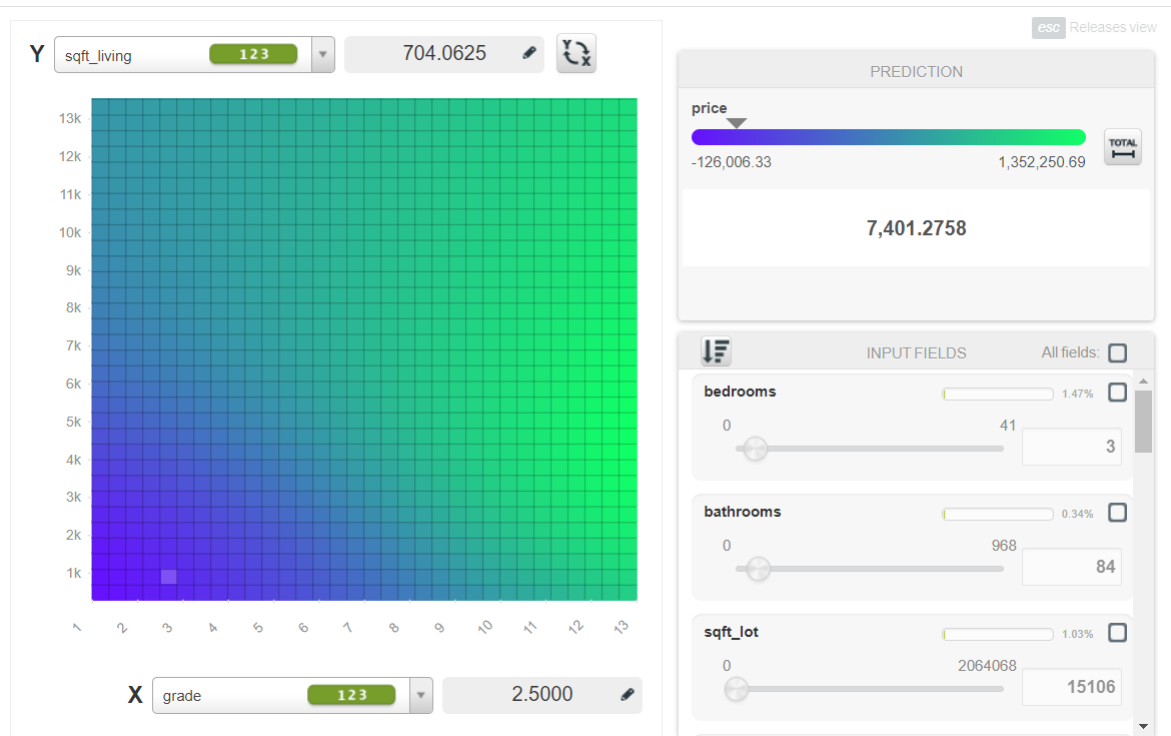 esc Releases view
Y sqft_living 123 704.0625 Y X
PREDICTION
price
-126,006.33 1,352,250.69
TOTAL
7,401.2758
13k
12k
11k
10k
9k
8k
7k
6k
5k
4k
3k
2k
1k
1 2 3 4 5 6 7 8 9 10 11 12 13
X grade 123 2.5000
INPUT FIELDS All fields:
bedrooms 1.47%
0 41
3
bathrooms 0.34%
0 968
84
sqft_lot 1.03%
0 2064068
15106